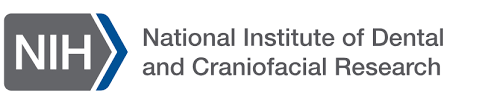 NIH
National Institute of Dental
and Craniofacial Research